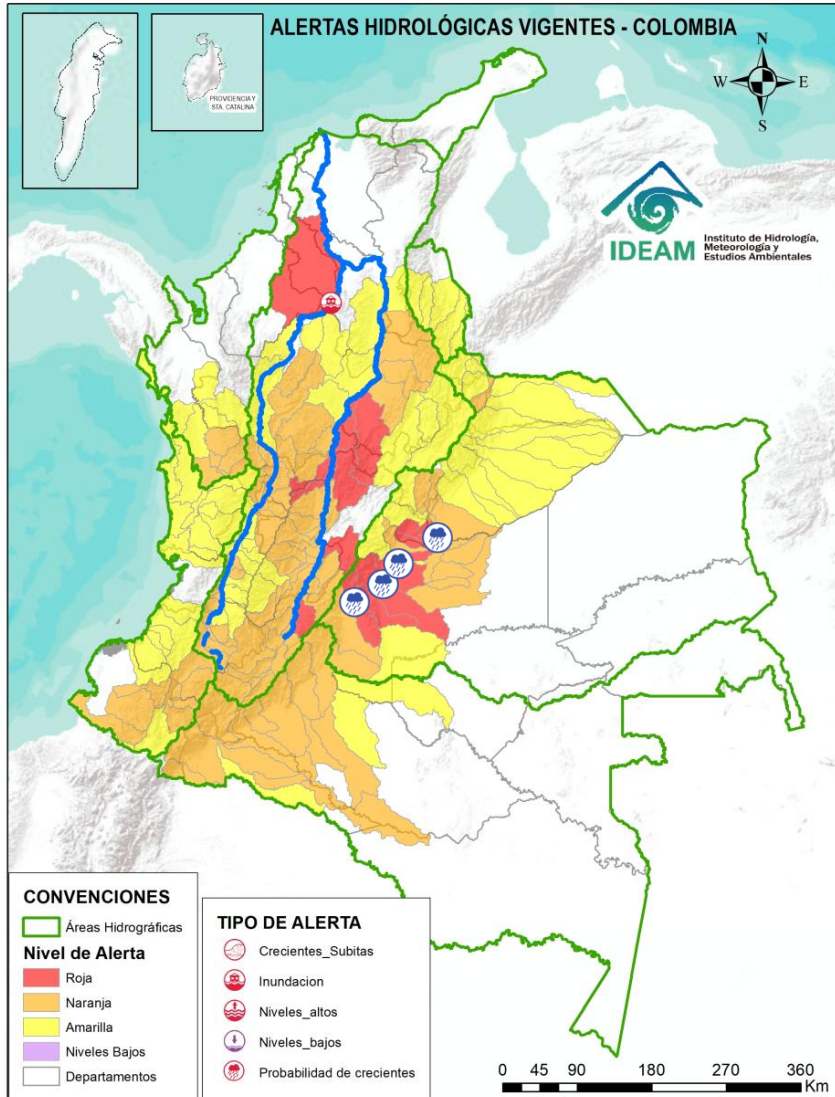 ALERTAS HIDROLÓGICAS VIGENTES - COLOMBIA
PROVIDENCIA Y
STA. CATALINA
N
W
E
S
IDEAM
Instituto de Hidrología,
Meteorología y
Estudios Ambientales
CONVENCIONES
Áreas Hidrográficas
Nivel de Alerta
Roja
Naranja
Amarilla
Niveles Bajos
Departamentos
TIPO DE ALERTA
Crecientes_Subitas
Inundacion
Niveles_altos
Niveles_bajos
Probabilidad de crecientes
0 45 90 180 270 360
Km